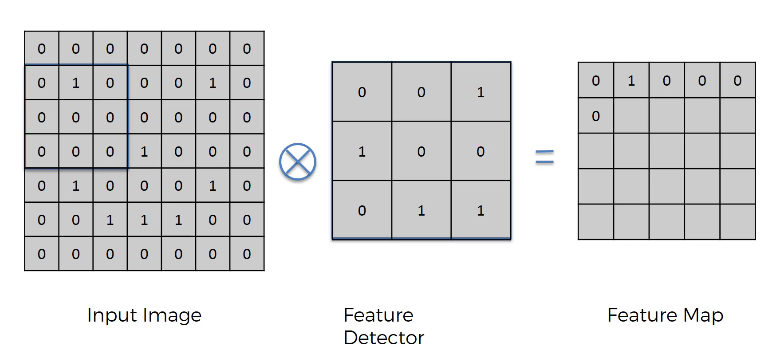 0 0 0 0 0 0 0
0 1 0 0 0 1 0
0 0 0 0 0 0 0
0 0 0 1 0 0 0
0 1 0 0 0 1 0
0 0 1 1 1 0 0
0 0 0 0 0 0 0
0 0 1
1 0 0
0 1 1
=
0 1 0 0 0
0
Input Image
Feature
Detector
Feature Map